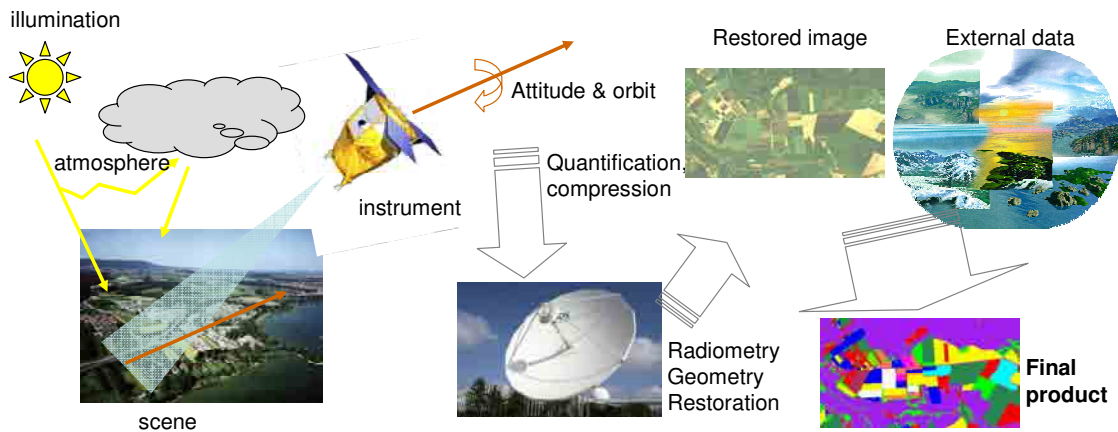 illumination
atmosphere
instrument
scene
Attitude & orbit
Quantification,
compression
Restored image
External data
Radiometry
Geometry
Restoration
Final
product